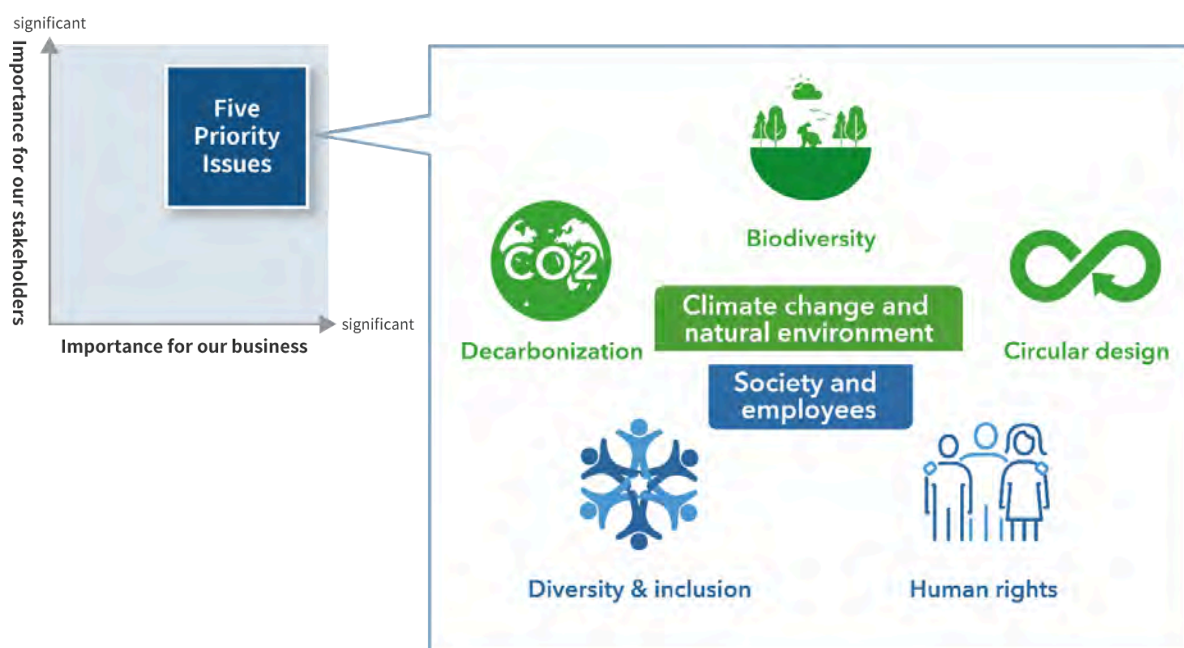 significant
Importance for our stakeholders
Five
Priority
Issues
significant
Importance for our business
Biodiversity
CO2
Decarbonization
Climate change and
natural environment
Circular design
Society and
employees
Diversity & inclusion
Human rights